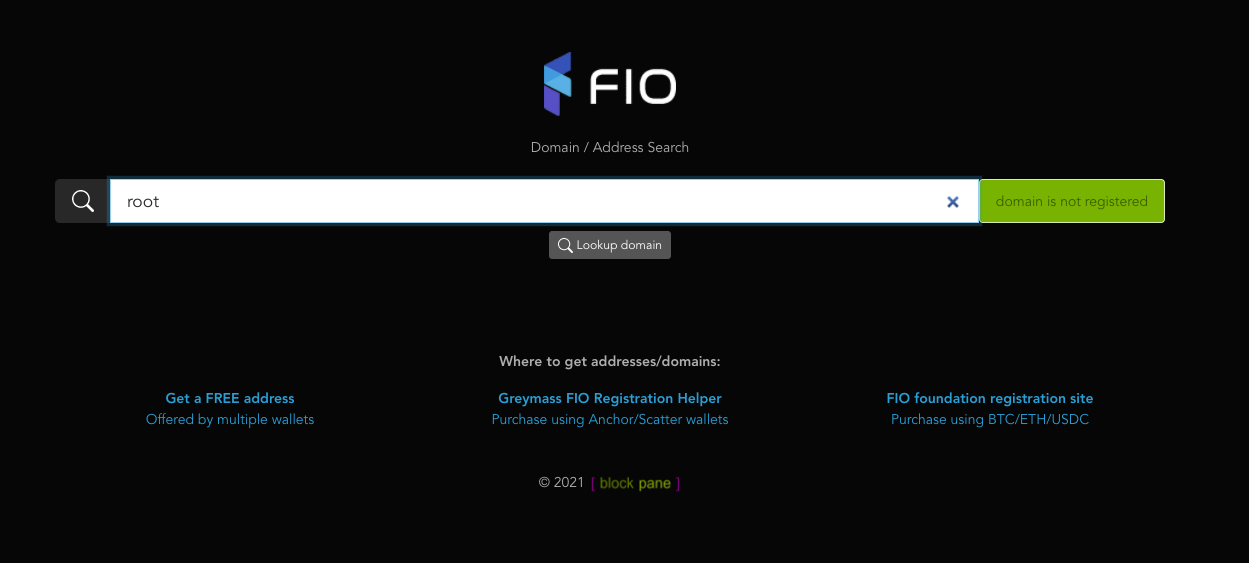 FIO
Domain / Address Search
root
domain is not registered
Lookup domain
Where to get addresses/domains:
Get a FREE address
Offered by multiple wallets
Greymass FIO Registration Helper
Purchase using Anchor/Scatter wallets
FIO foundation registration site
Purchase using BTC/ETH/USDC
© 2021 [ block pane ]